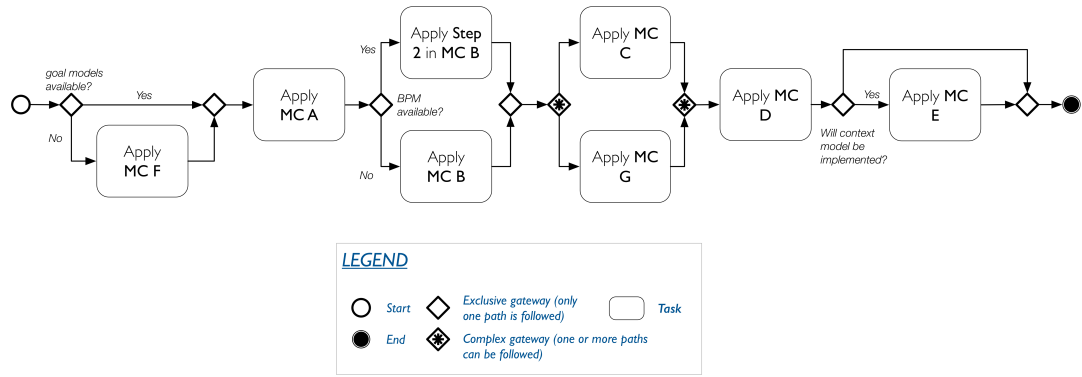 goal models
available?
Yes
No
Apply
MC F
Apply
MC A
Yes
BPM
available?
No
Apply Step
2 in MC B
Apply
MC B
Apply MC
C
Apply MC
G
Apply MC
D
Yes
Will context
model be
implemented?
Apply MC
E
LEGEND
Start
Exclusive gateway (only
one path is followed)
Task
End
Complex gateway (one or more paths
can be followed)